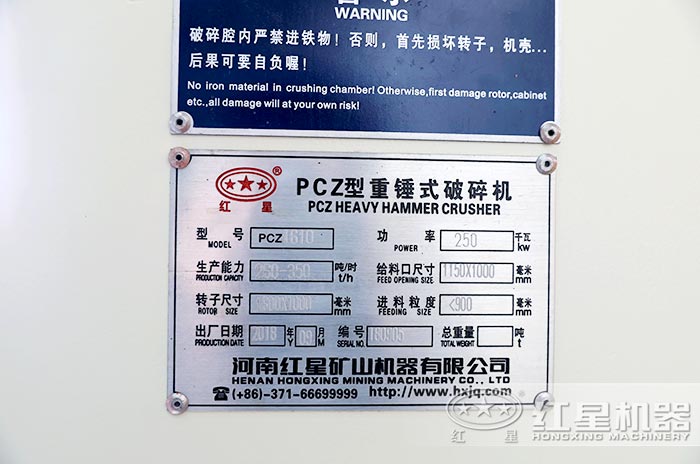 WARNING
破碎腔内严禁进铁物！否则，首先损坏转子，机壳...
后果可要自负喔！
No iron material in crushing chamber! Otherwise,first damage rotor,cabinet
etc.,all damage will at your own risk!
红星
PCZ型重锤式破碎机
PCZ HEAVY HAMMER CRUSHER
型号 MODEL PCZ1610 功率 POWER 250 千瓦 kw
生产能力 PRODUCTION CAPACITY 260-350 吨/时 t/h 给料口尺寸 FEED OPENING SIZE 1150X1000 毫米 mm
转子尺寸 ROTOR SIZE 毫米 mm 进料粒度 FEEDING SIZE <900 毫米 mm
出厂日期 PRODUCTION DATE 2018 年 Y 09 月 M 编号 SERIAL NO. 总重量 TOTAL WEIGHT 吨 t
河南红星矿山机器有限公司
HENAN HONGXING MINING MACHINERY CO., LTD
☎(+86)-371-66699999 http://www.hxjq.com
红星
红星机器
HONGXING MACHINERY